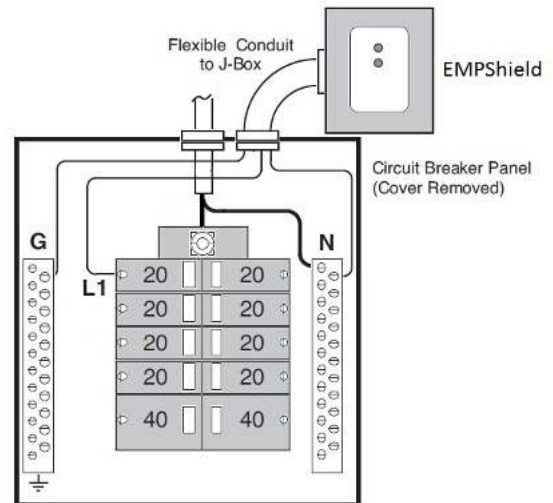 Flexible Conduit
to J-Box
EMPShield
Circuit Breaker Panel
(Cover Removed)
G
N
L1
20 20
20 20
20 20
20 20
40 40